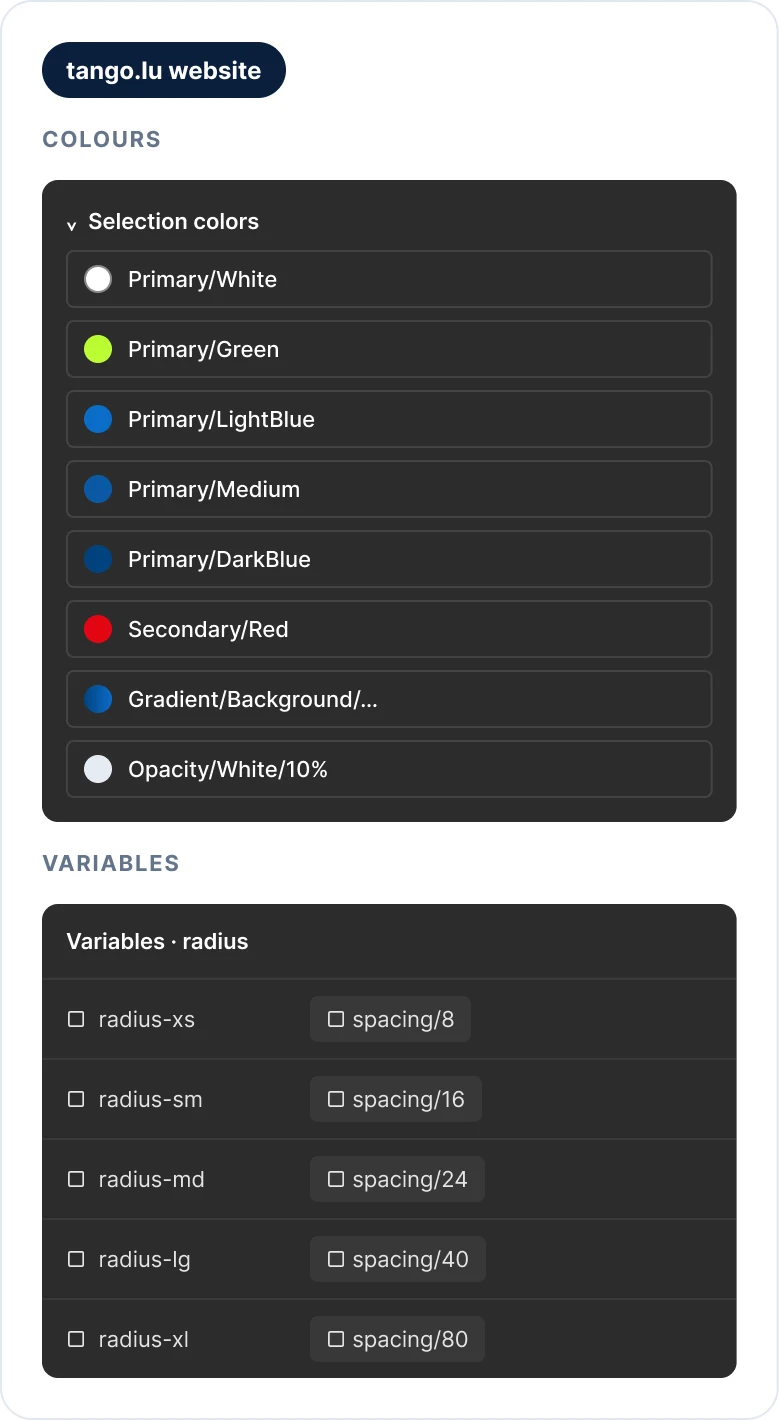 tango.lu website
COLOURS
Selection colors
Primary/White
Primary/Green
Primary/LightBlue
Primary/Medium
Primary/DarkBlue
Secondary/Red
Gradient/Background/...
Opacity/White/10%
VARIABLES
Variables · radius
radius-xs spacing/8
radius-sm spacing/16
radius-md spacing/24
radius-lg spacing/40
radius-xl spacing/80